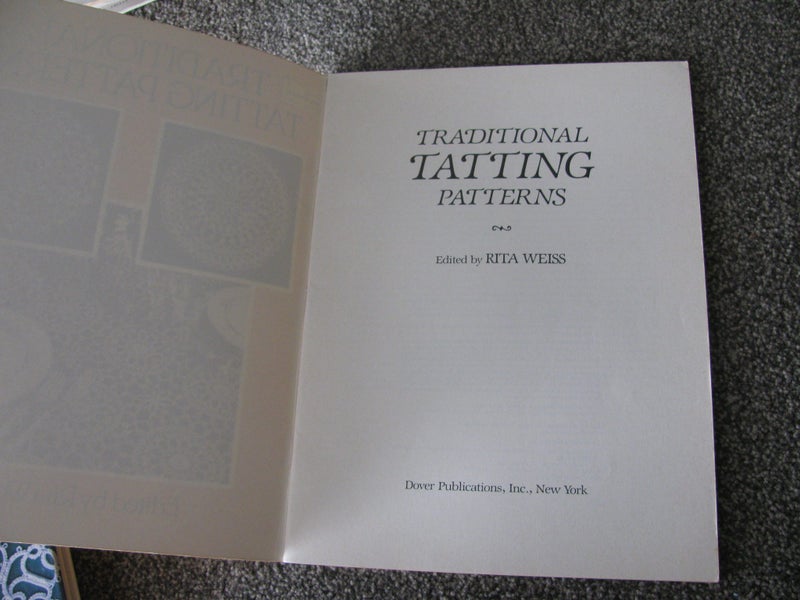 TRADITIONAL
TATTING
PATTERNS
Edited by RITA WEISS
Dover Publications, Inc., New York